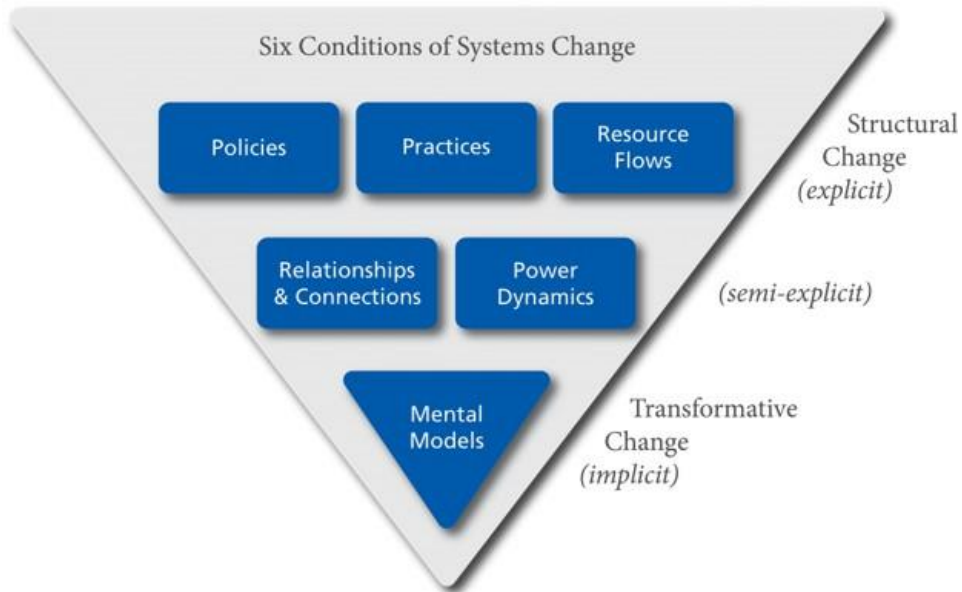 Six Conditions of Systems Change
Policies
Practices
Resource
Flows
Structural
Change
(explicit)
Relationships
& Connections
Power
Dynamics
(semi-explicit)
Mental
Models
Transformative
Change
(implicit)